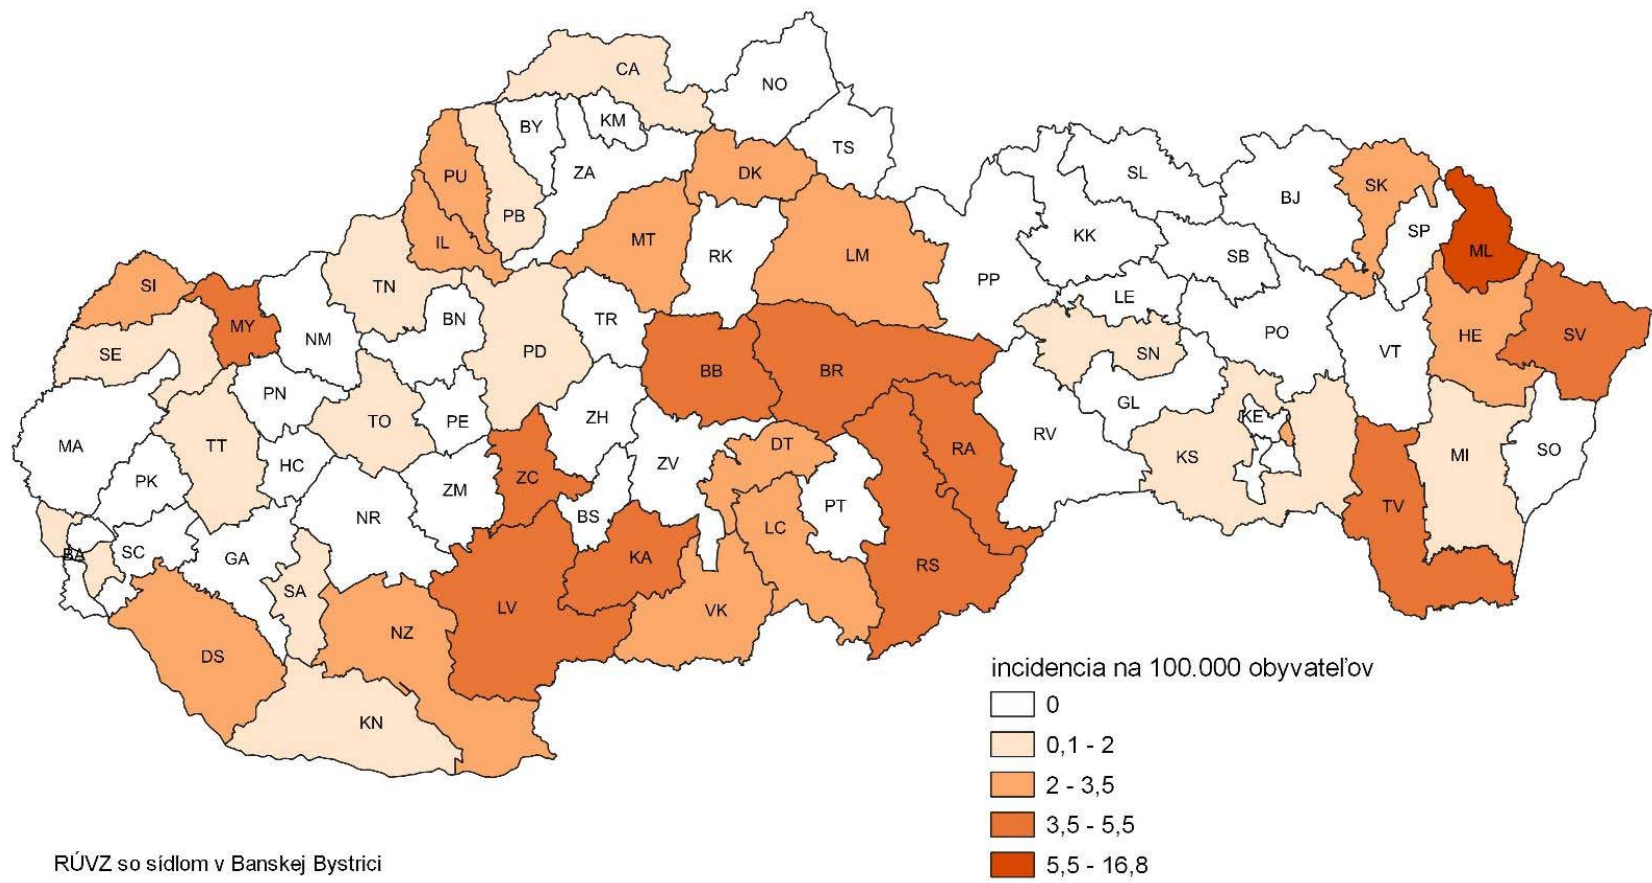 CA
NO
BY
KM
TS
PU
ZA
DK
SL
SK
BJ
PB
SP
IL
MT
RK
LM
KK
SB
ML
PP
SI
TN
LE
MY
BN
TR
PO
HE
SV
NM
SE
PD
SN
VT
BB
BR
PN
GL
TO
PE
ZH
KE
MA
TT
DT
RV
RA
MI
SO
HC
ZV
KS
PK
ZC
ZM
NR
BS
LC
PT
TV
BA
SC
GA
KA
RS
SA
LV
VK
NZ
DS
KN
incidencia na 100.000 obyvateľov
0
0,1 - 2
2 - 3,5
3,5 - 5,5
5,5 - 16,8
RÚVZ so sídlom v Banskej Bystrici